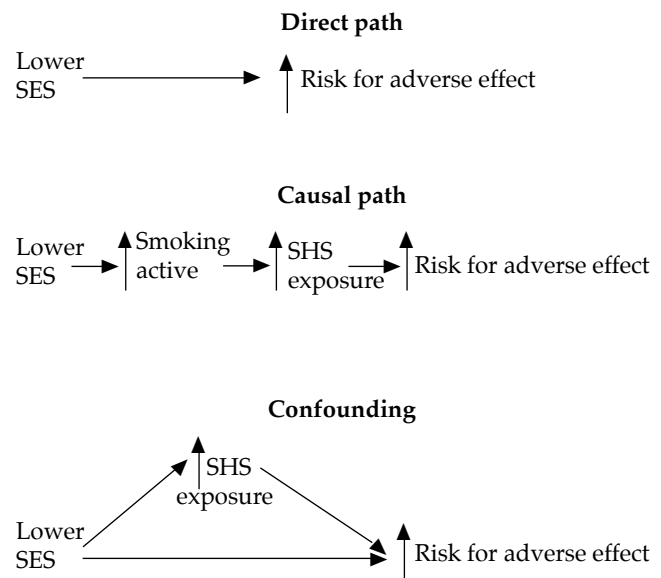 Direct path
Lower
SES
Risk for adverse effect
Causal path
Lower
SES
Smoking
active
SHS
exposure
Risk for adverse effect
Confounding
SHS
exposure
Lower
SES
Risk for adverse effect